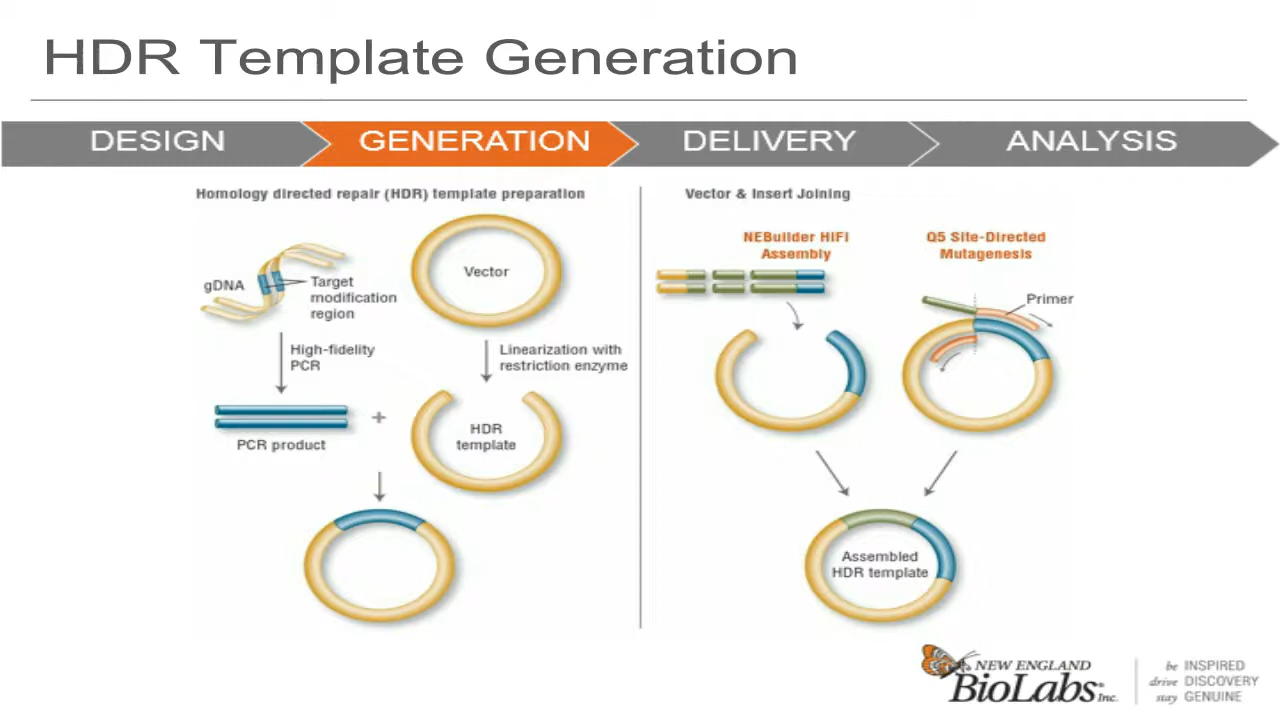 HDR Template Generation
DESIGN
GENERATION
DELIVERY
ANALYSIS
Homology directed repair (HDR) template preparation
gDNA
Target
modification
region
Vector
High-fidelity
PCR
Linearization with
restriction enzyme
+
PCR product
HDR
template
Vector & Insert Joining
NEBuilder HIFI
Assembly
Q5 Site-Directed
Mutagenesis
Primer
Assembled
HDR template
NEW ENGLAND
BioLabs® Inc.
be INSPIRED
drive DISCOVERY
stay GENUINE